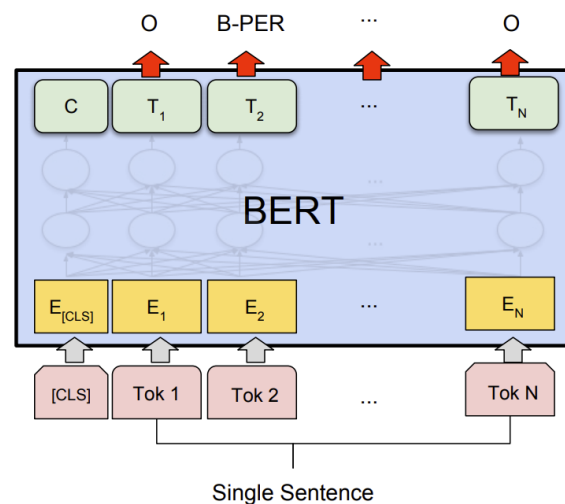 O B-PER ... O
C T1 T2 ... TN
...
BERT
...
E[CLS] E1 E2 ... EN
[CLS] Tok 1 Tok 2 ... Tok N
Single Sentence